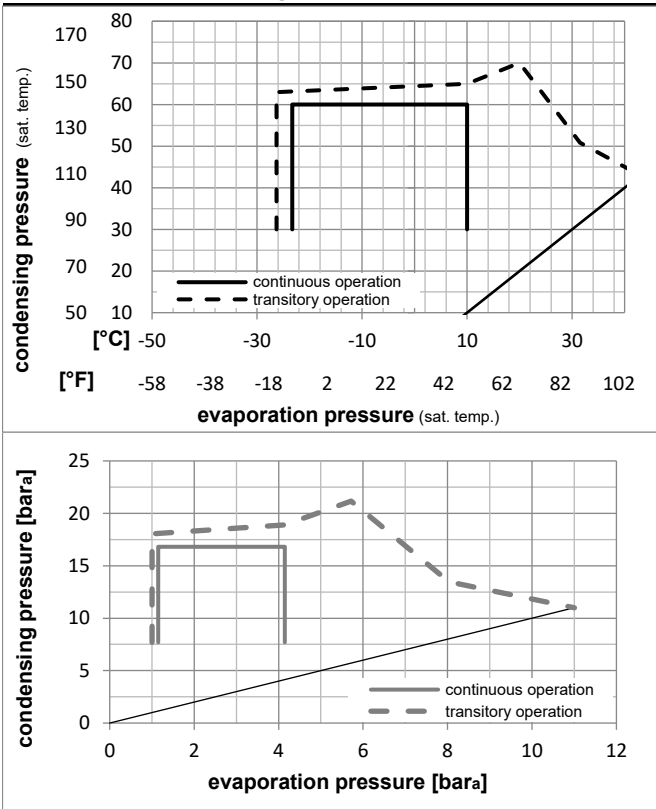 170 80
70
150 60
130 50
110 40
90 30
70 20
50 10
condensing pressure (sat. temp.)
continuous operation
transitory operation
[°C] -50 -30 -10 10 30
[°F] -58 -38 -18 2 22 42 62 82 102
evaporation pressure (sat. temp.)
25
20
15
10
5
0
condensing pressure [bara]
continuous operation
transitory operation
0 2 4 6 8 10 12
evaporation pressure [bara]